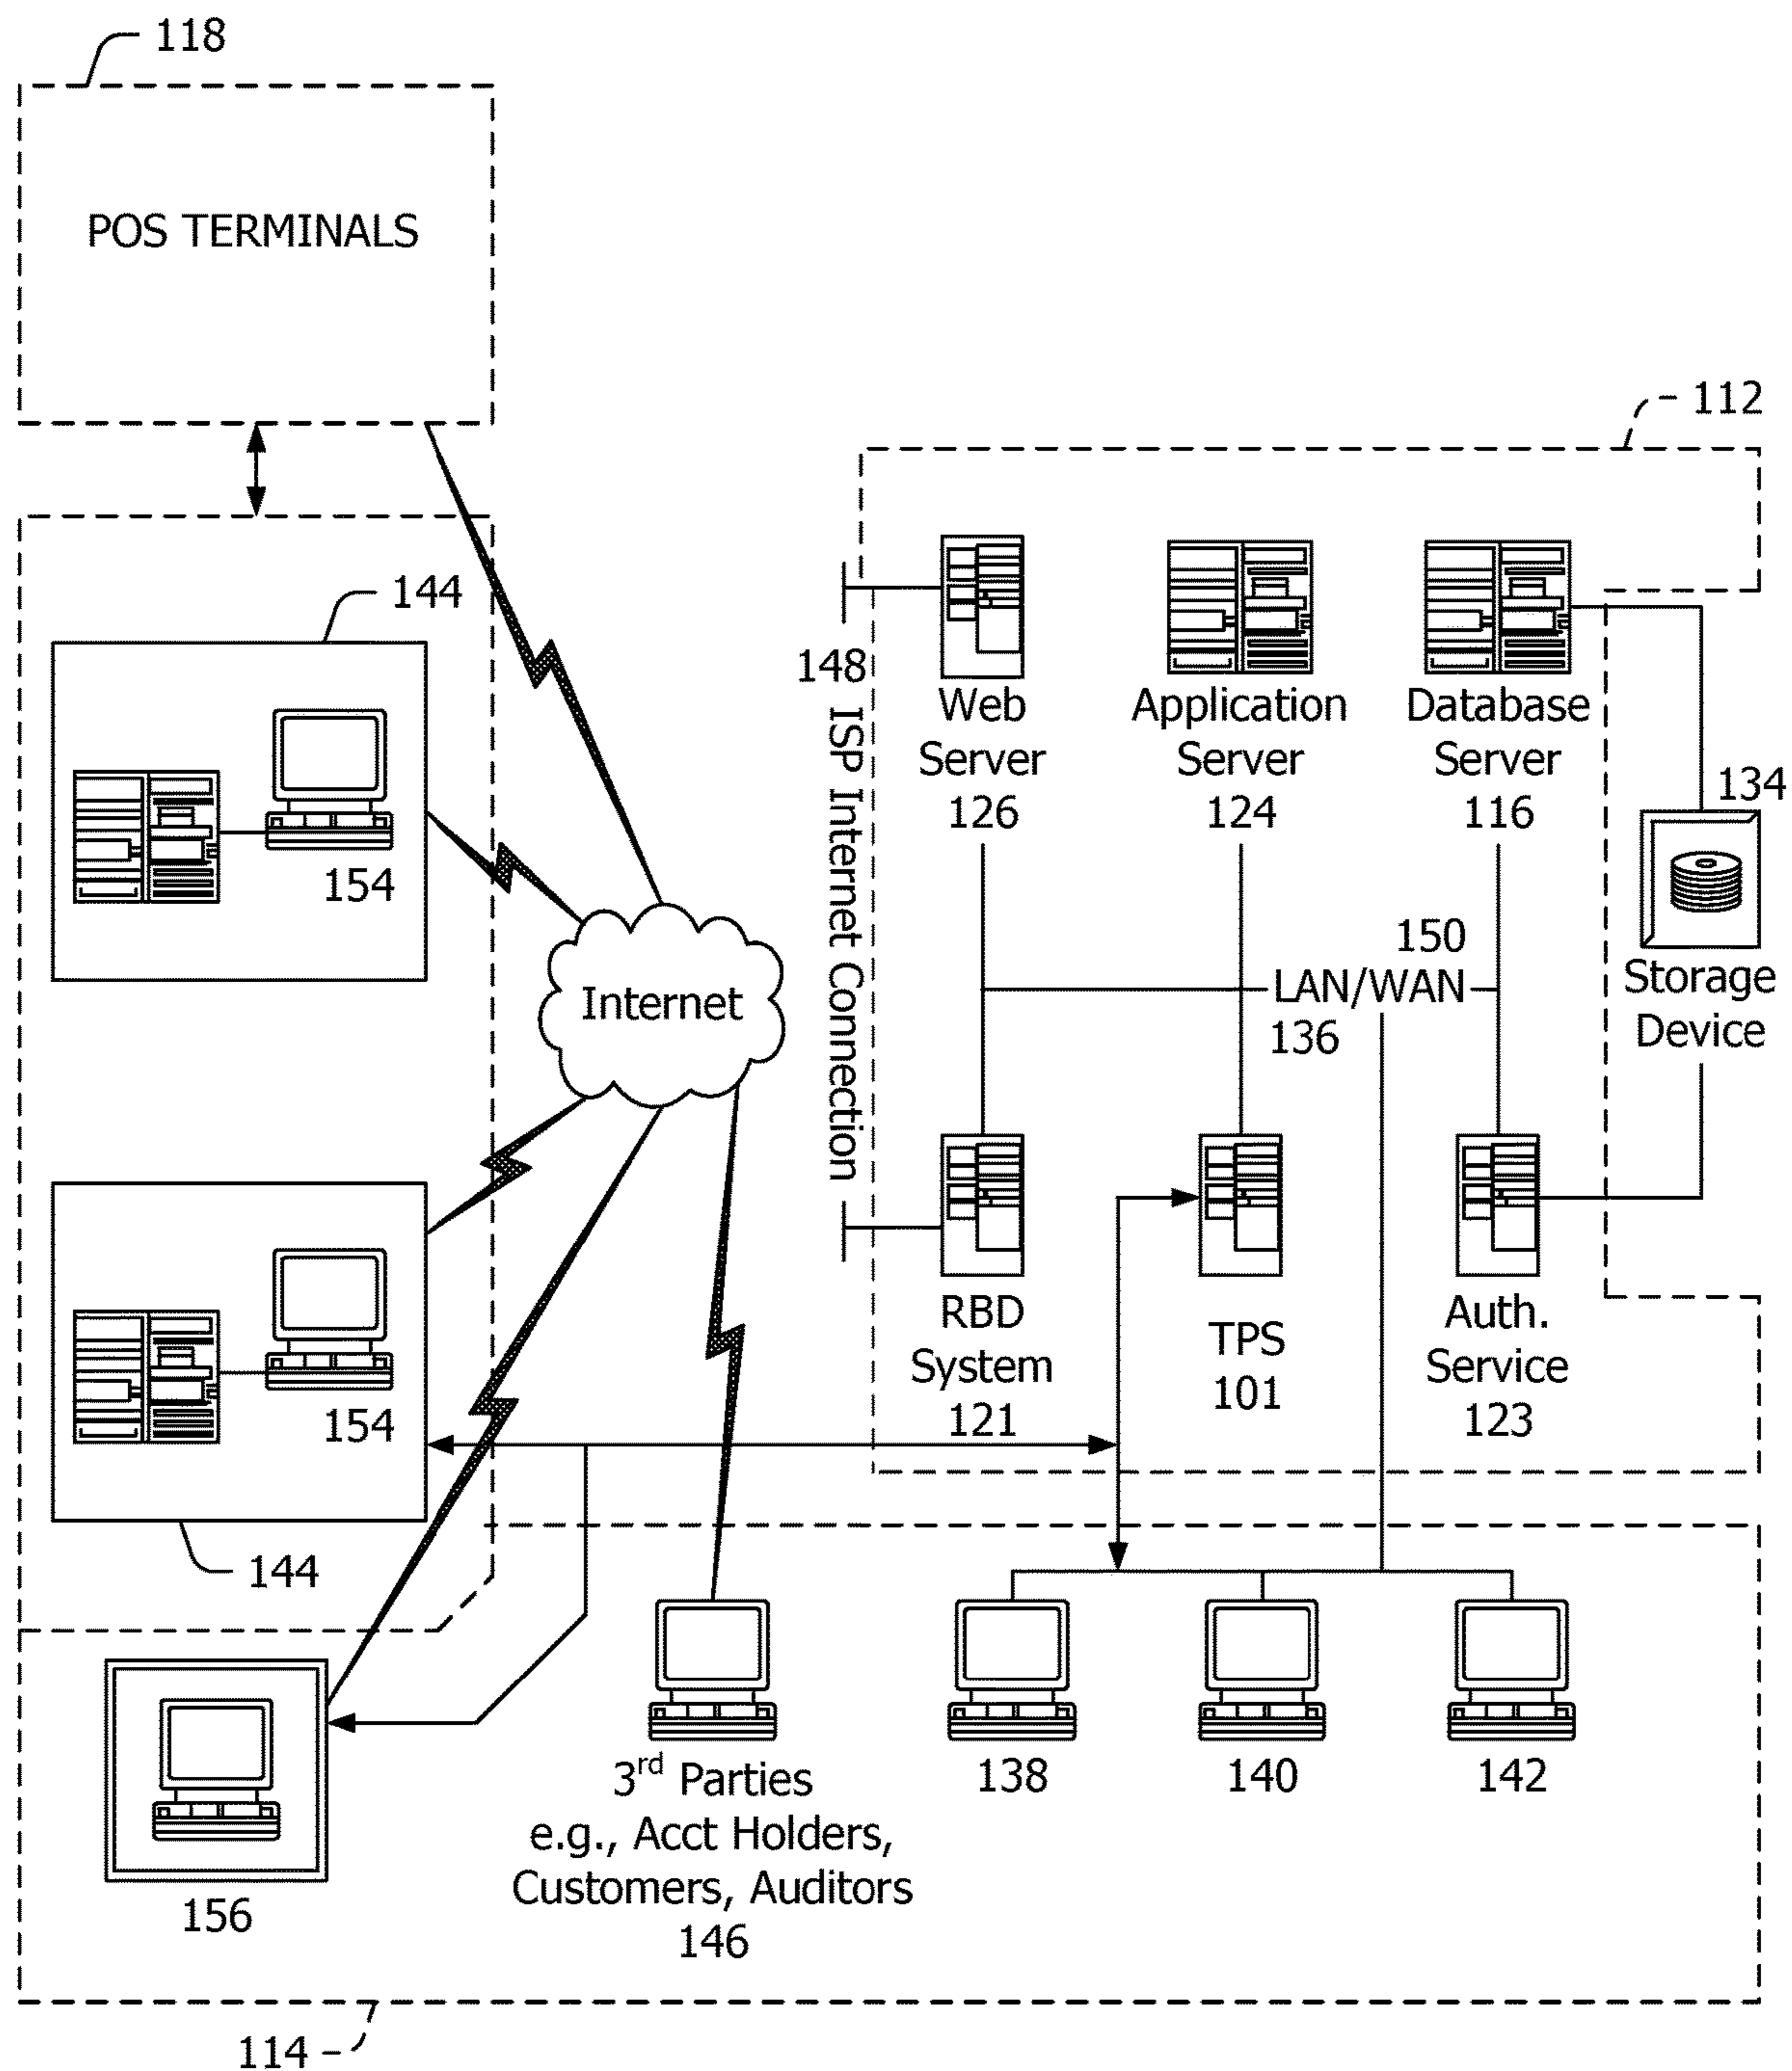 118
POS TERMINALS
112
144
154
148
ISP Internet Connection
Web
Server
126
Application
Server
124
Database
Server
116
134
Storage
Device
Internet
150
LAN/WAN
136
154
144
RBD
System
121
TPS
101
Auth.
Service
123
156
3rd Parties
e.g., Acct Holders,
Customers, Auditors
146
138
140
142
114